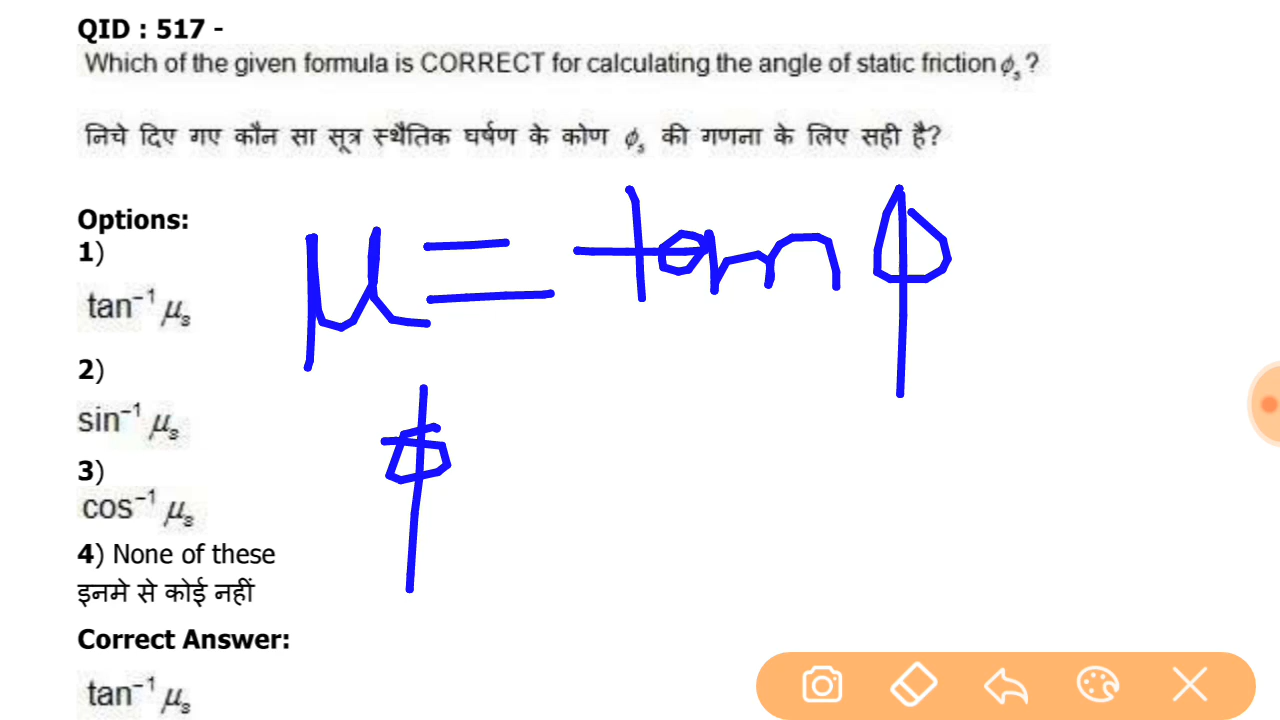 QID : 517 -
Which of the given formula is CORRECT for calculating the angle of static friction ϕₛ ?
निचे दिए गए कौन सा सूत्र स्थैतिक घर्षण के कोण ϕₛ की गणना के लिए सही है?
Options:
1)
tan⁻¹ μₛ
μ = tan ϕ
2)
sin⁻¹ μₛ
ϕ
3)
cos⁻¹ μₛ
4) None of these
इनमे से कोई नहीं
Correct Answer:
tan⁻¹ μₛ